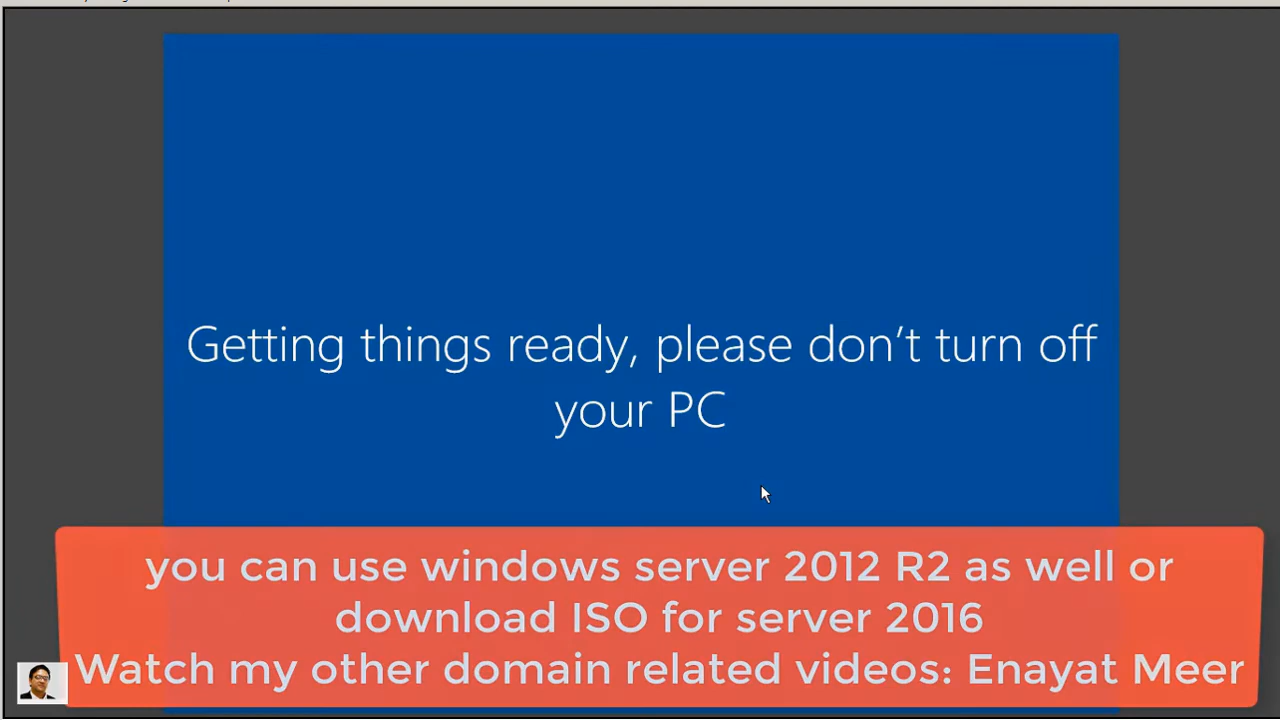 Getting things ready, please don't turn off
your PC
you can use windows server 2012 R2 as well or
download ISO for server 2016
Watch my other domain related videos: Enayat Meer